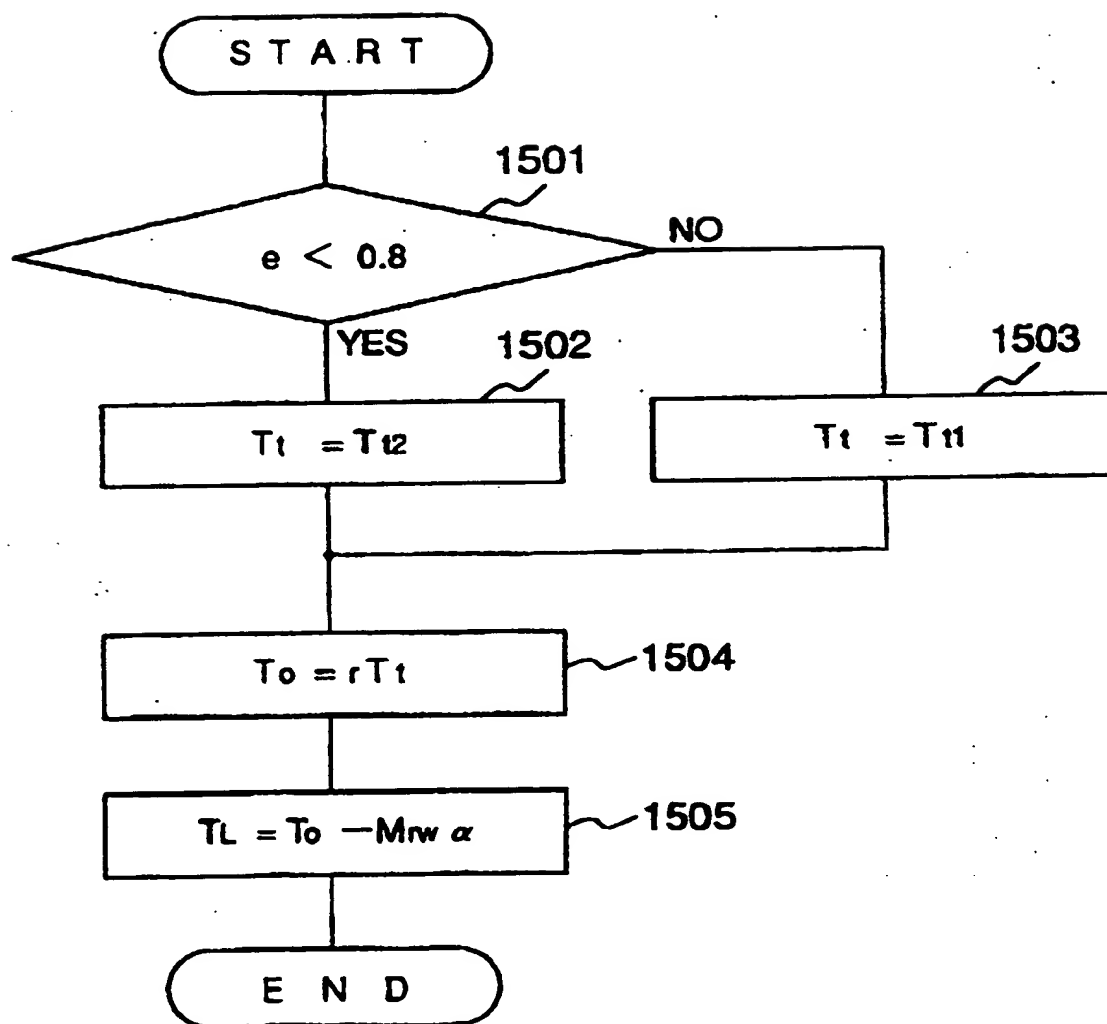 START
1501
e < 0.8
NO
YES
1502
1503
Tt = Tt2
Tt = Tt1
To = r Tt
1504
TL = To - Mrw α
1505
END